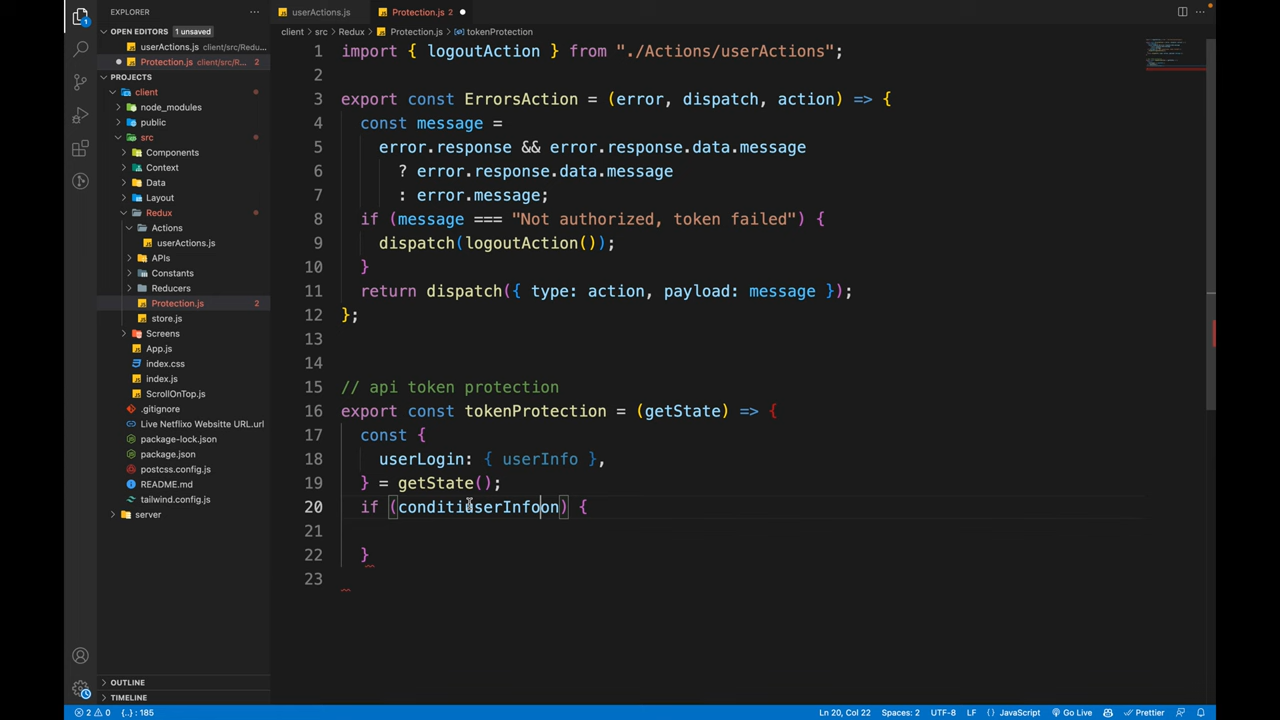 EXPLORER
OPEN EDITORS 1 unsaved
userActions.js client/src/Redu...
Protection.js client/src/R... 2
PROJECTS
client
node_modules
public
src
Components
Context
Data
Layout
Redux
Actions
userActions.js
APIs
Constants
Reducers
Protection.js 2
store.js
Screens
App.js
index.css
index.js
ScrollOnTop.js
.gitignore
Live Netflixo Websitte URL.url
package-lock.json
package.json
postcss.config.js
README.md
tailwind.config.js
server
OUTLINE
TIMELINE
userActions.js
Protection.js 2
client > src > Redux > Protection.js > tokenProtection
1 import { logoutAction } from "./Actions/userActions";
2
3 export const ErrorsAction = (error, dispatch, action) => {
4 const message =
5 error.response && error.response.data.message
6 ? error.response.data.message
7 : error.message;
8 if (message === "Not authorized, token failed") {
9 dispatch(logoutAction());
10 }
11 return dispatch({ type: action, payload: message });
12 };
13
14
15 // api token protection
16 export const tokenProtection = (getState) => {
17 const {
18 userLogin: { userInfo },
19 } = getState();
20 if (conditiuserInfoon) {
21
22 }
23
2 0 {..} : 185 Ln 20, Col 22 Spaces: 2 UTF-8 LF {} JavaScript Go Live Prettier